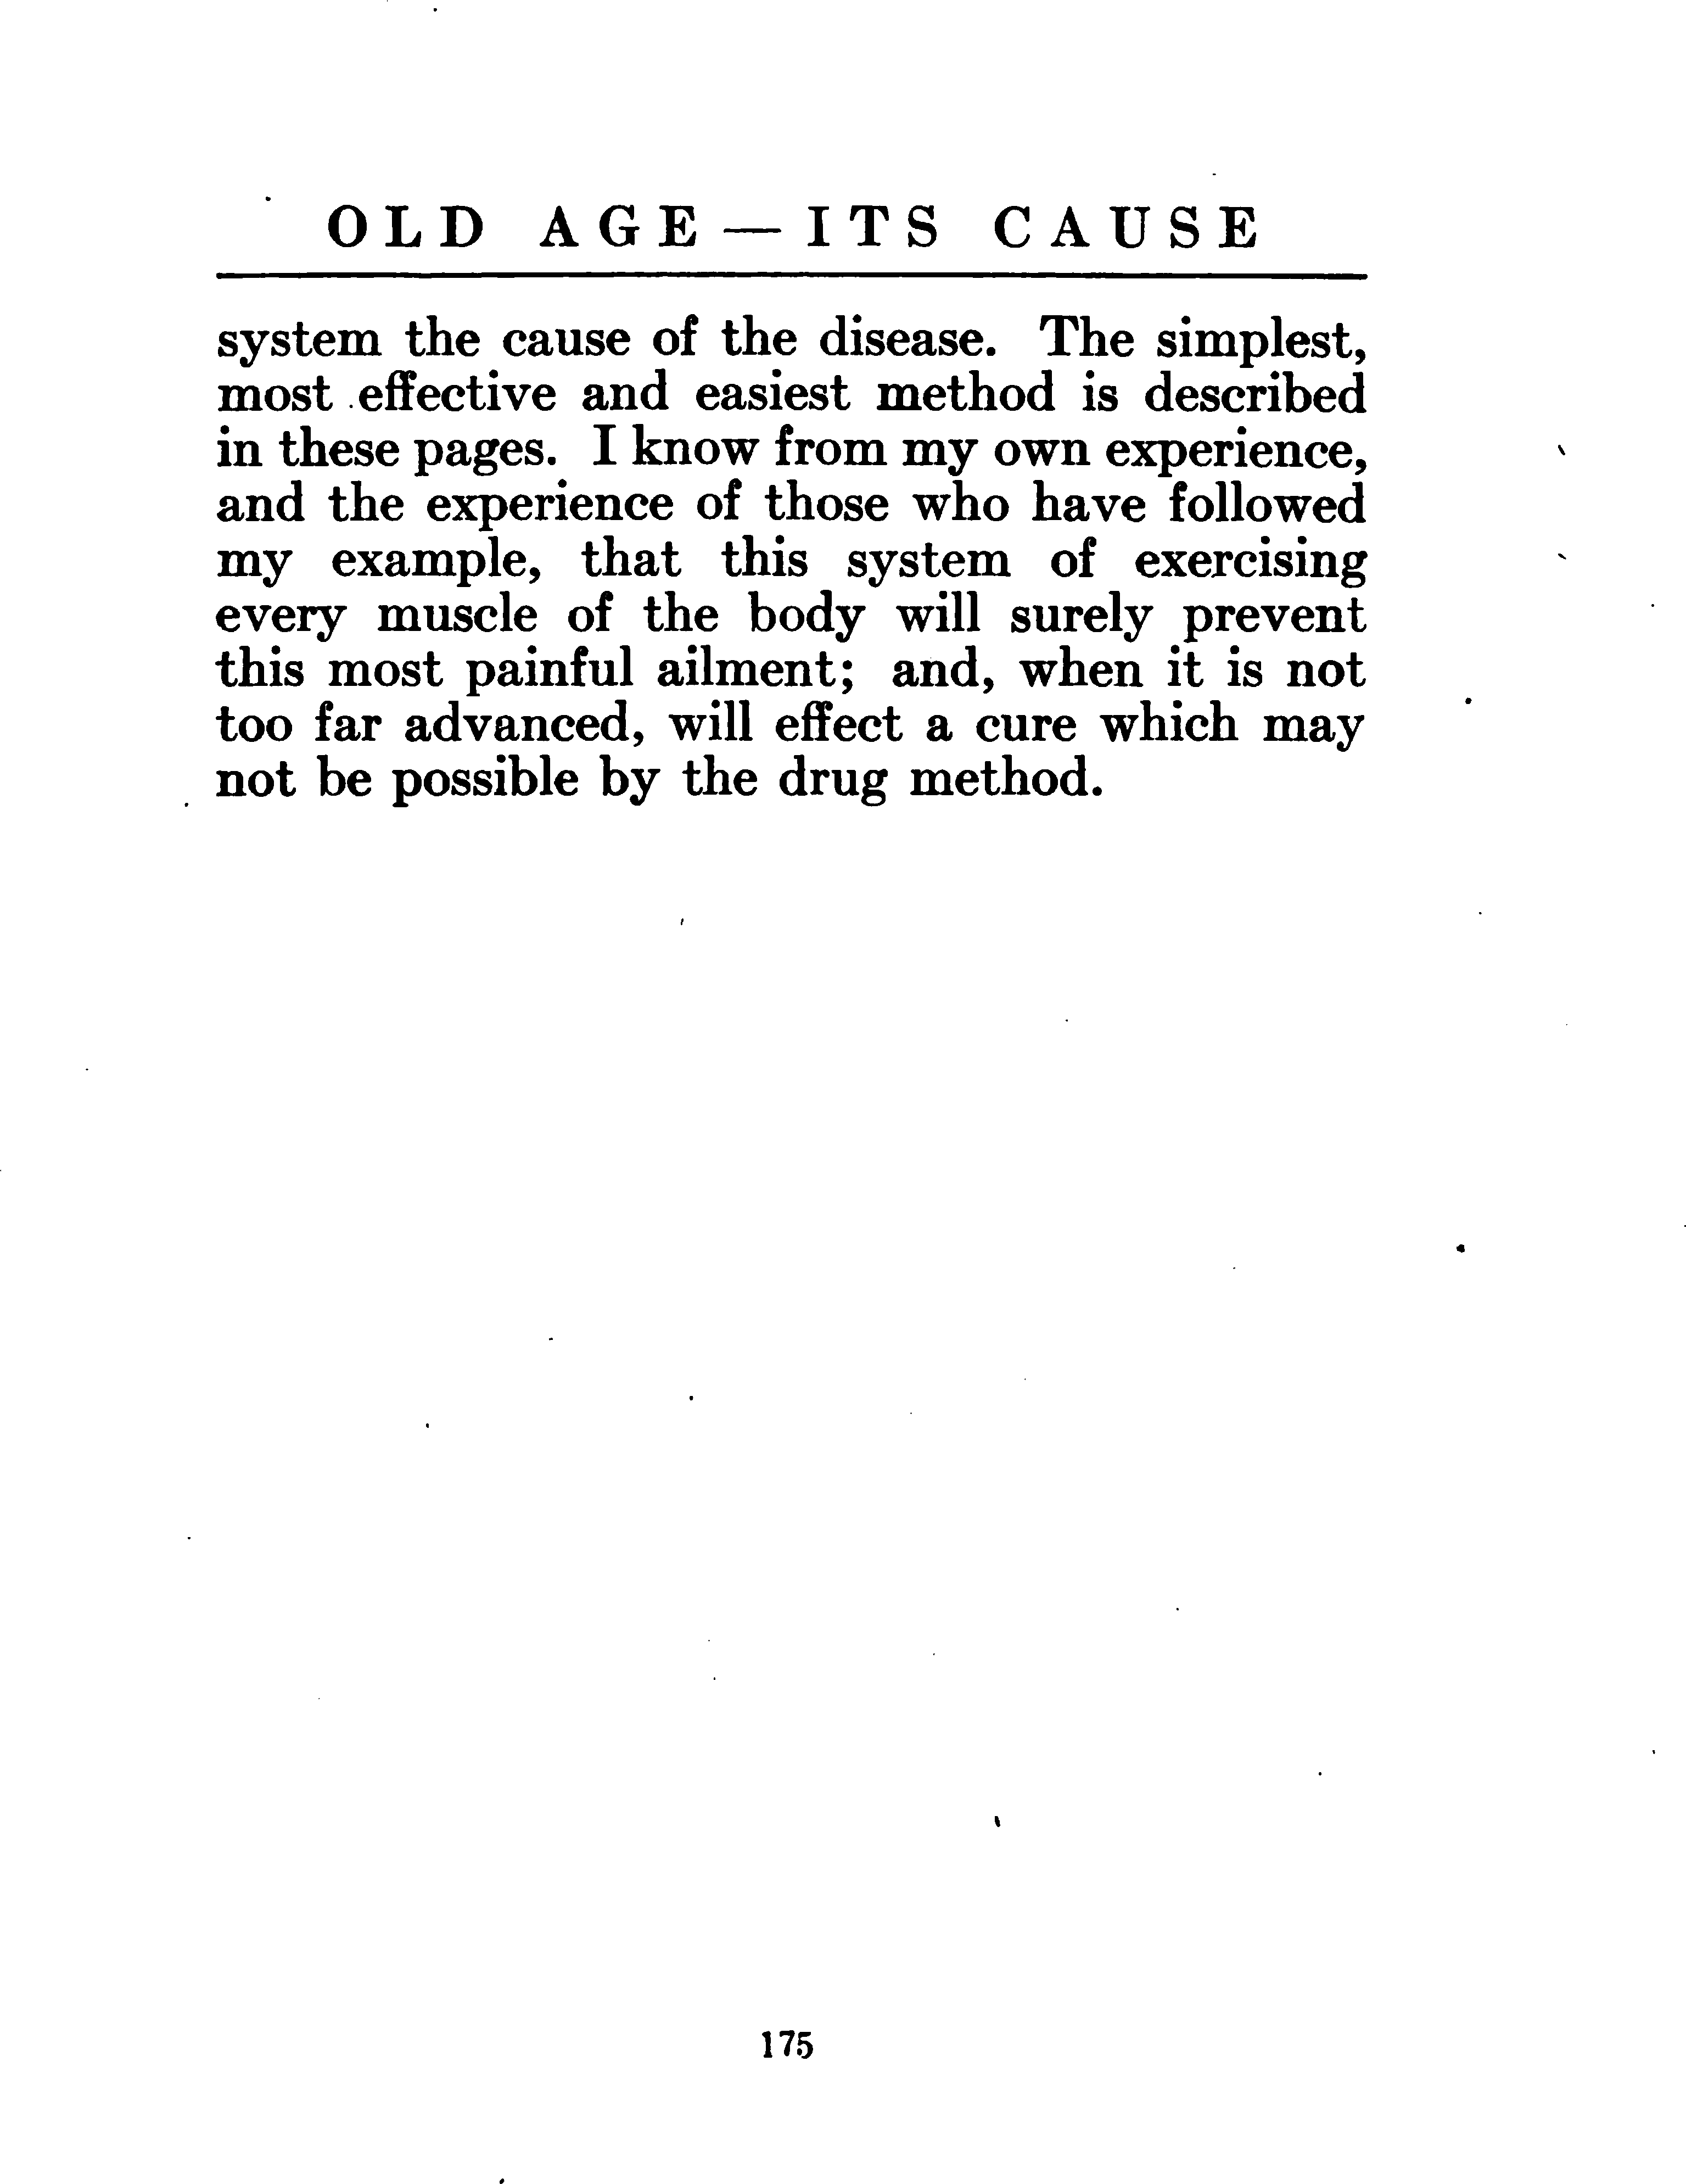 OLD AGE—ITS CAUSE
system the cause of the disease. The simplest,
most effective and easiest method is described
in these pages. I know from my own experience,
and the experience of those who have followed
my example, that this system of exercising
every muscle of the body will surely prevent
this most painful ailment; and, when it is not
too far advanced, will effect a cure which may
not be possible by the drug method.
175